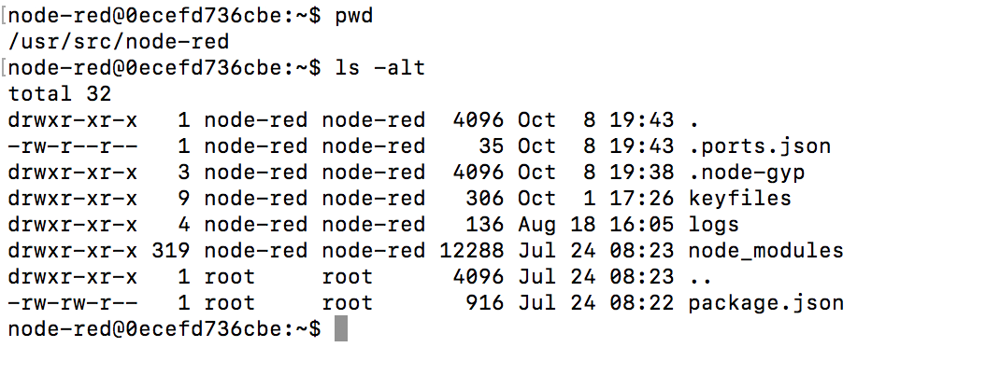 [node-red@0ecefd736cbe:~$ pwd
/usr/src/node-red
[node-red@0ecefd736cbe:~$ ls -alt
total 32
drwxr-xr-x   1 node-red node-red  4096 Oct  8 19:43 .
-rw-r--r--   1 node-red node-red    35 Oct  8 19:43 .ports.json
drwxr-xr-x   3 node-red node-red  4096 Oct  8 19:38 .node-gyp
drwxr-xr-x   9 node-red node-red   306 Oct  1 17:26 keyfiles
drwxr-xr-x   4 node-red node-red   136 Aug 18 16:05 logs
drwxr-xr-x 319 node-red node-red 12288 Jul 24 08:23 node_modules
drwxr-xr-x   1 root     root      4096 Jul 24 08:23 ..
-rw-rw-r--   1 root     root       916 Jul 24 08:22 package.json
node-red@0ecefd736cbe:~$